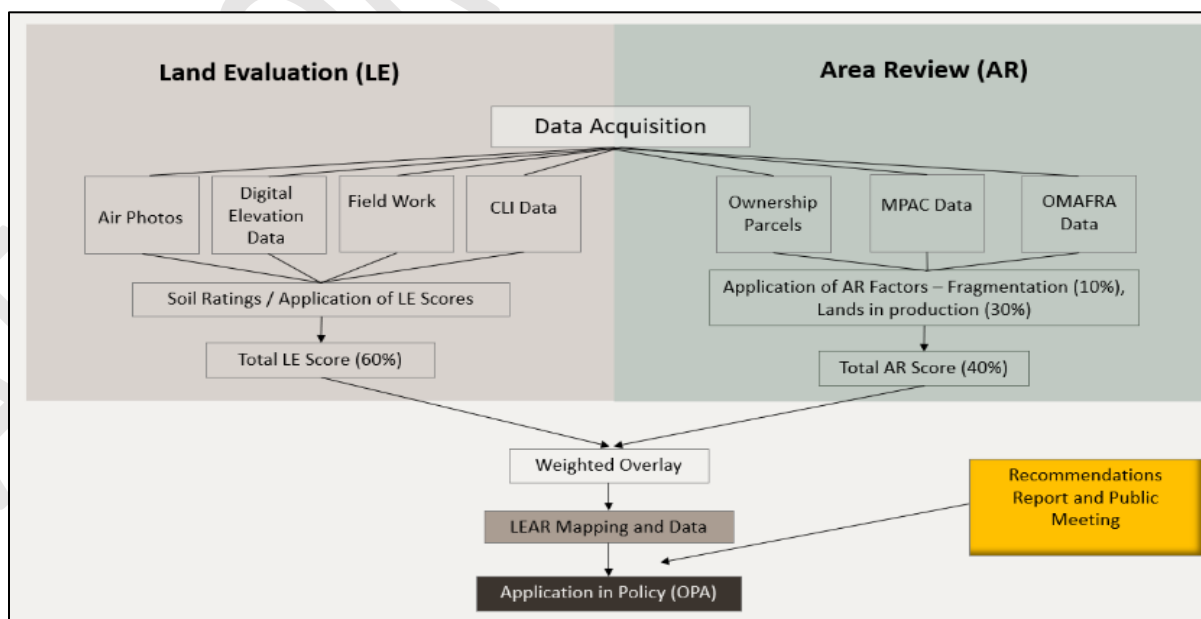 Land Evaluation (LE)
Area Review (AR)
Data Acquisition
Air Photos
Digital
Elevation
Data
Field Work
CLI Data
Ownership
Parcels
MPAC Data
OMAFRA
Data
Soil Ratings / Application of LE Scores
Application of AR Factors – Fragmentation (10%),
Lands in production (30%)
Total LE Score (60%)
Total AR Score (40%)
Weighted Overlay
Recommendations
Report and Public
Meeting
LEAR Mapping and Data
Application in Policy (OPA)